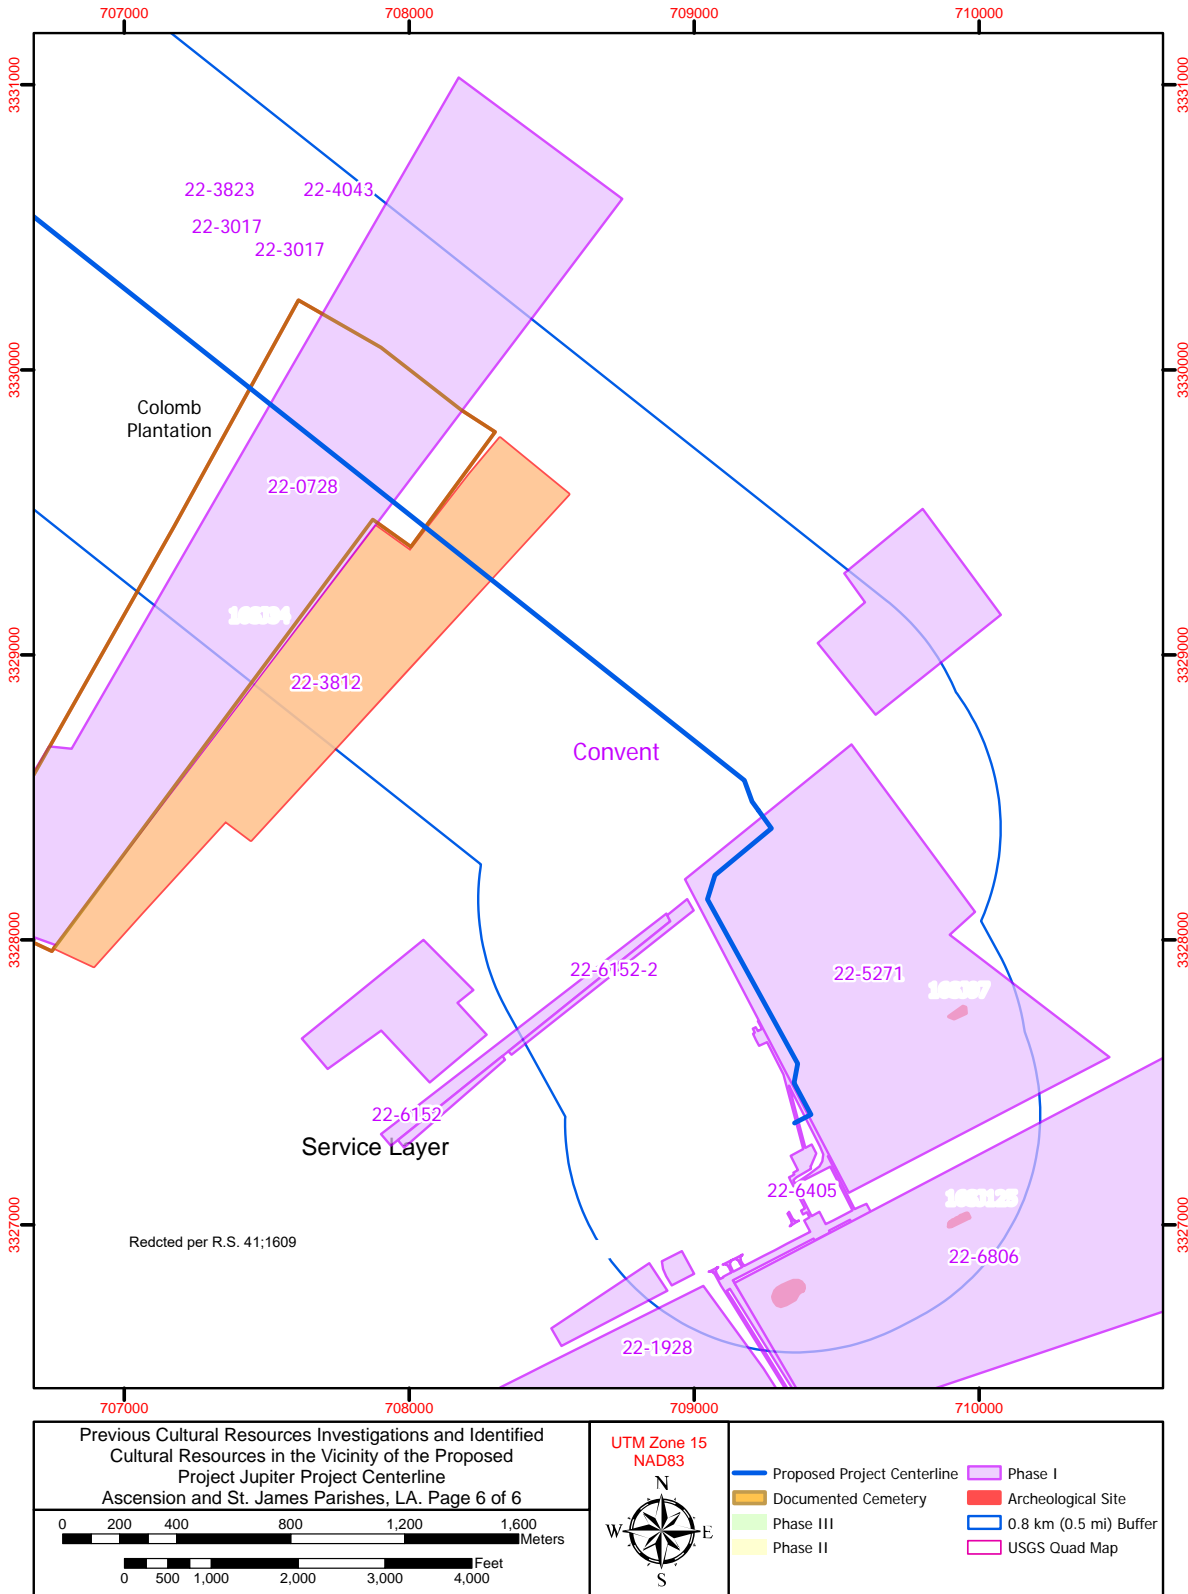 707000
708000
709000
710000
3331000
3331000
22-3823
22-4043
22-3017
22-3017
3330000
3330000
Colomb
Plantation
22-0728
3329000
3329000
22-3812
Convent
3328000
3328000
22-6152-2
22-5271
22-6152
Service Layer
22-6405
3327000
3327000
Redcted per R.S. 41;1609
22-6806
22-1928
707000
708000
709000
710000
Previous Cultural Resources Investigations and Identified
Cultural Resources in the Vicinity of the Proposed
Project Jupiter Project Centerline
Ascension and St. James Parishes, LA. Page 6 of 6
0 200 400 800 1,200 1,600
Meters
Feet
0 500 1,000 2,000 3,000 4,000
UTM Zone 15
NAD83
N
W E
S
Proposed Project Centerline
Documented Cemetery
Phase III
Phase II
Phase I
Archeological Site
0.8 km (0.5 mi) Buffer
USGS Quad Map